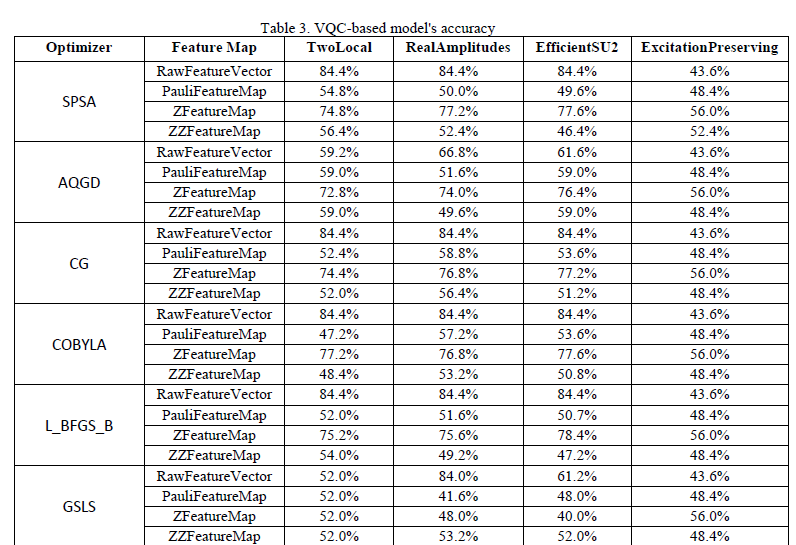 Table 3. VQC-based model's accuracy
Optimizer Feature Map TwoLocal RealAmplitudes EfficientSU2 ExcitationPreserving
SPSA
RawFeatureVector 84.4% 84.4% 84.4% 43.6%
PauliFeatureMap 54.8% 50.0% 49.6% 48.4%
ZFeatureMap 74.8% 77.2% 77.6% 56.0%
ZZFeatureMap 56.4% 52.4% 46.4% 52.4%
AQGD
RawFeatureVector 59.2% 66.8% 61.6% 43.6%
PauliFeatureMap 59.0% 51.6% 59.0% 48.4%
ZFeatureMap 72.8% 74.0% 76.4% 56.0%
ZZFeatureMap 59.0% 49.6% 59.0% 48.4%
CG
RawFeatureVector 84.4% 84.4% 84.4% 43.6%
PauliFeatureMap 52.4% 58.8% 53.6% 48.4%
ZFeatureMap 74.4% 76.8% 77.2% 56.0%
ZZFeatureMap 52.0% 56.4% 51.2% 48.4%
COBYLA
RawFeatureVector 84.4% 84.4% 84.4% 43.6%
PauliFeatureMap 47.2% 57.2% 53.6% 48.4%
ZFeatureMap 77.2% 76.8% 77.6% 56.0%
ZZFeatureMap 48.4% 53.2% 50.8% 48.4%
L_BFGS_B
RawFeatureVector 84.4% 84.4% 84.4% 43.6%
PauliFeatureMap 52.0% 51.6% 50.7% 48.4%
ZFeatureMap 75.2% 75.6% 78.4% 56.0%
ZZFeatureMap 54.0% 49.2% 47.2% 48.4%
GSLS
RawFeatureVector 52.0% 84.0% 61.2% 43.6%
PauliFeatureMap 52.0% 41.6% 48.0% 48.4%
ZFeatureMap 52.0% 48.0% 40.0% 56.0%
ZZFeatureMap 52.0% 53.2% 52.0% 48.4%